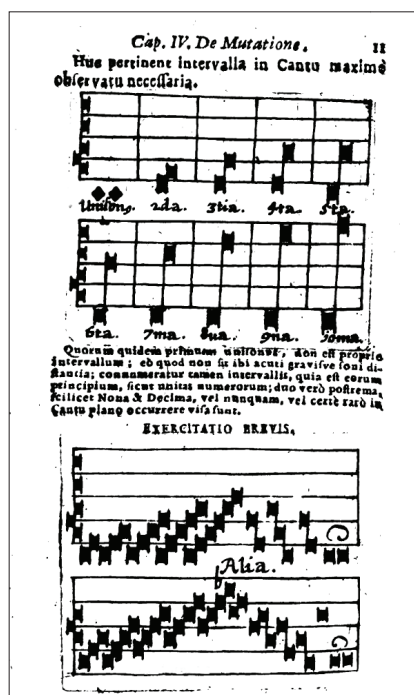 Cap. IV. De Mutatione. 11
Huc pertinent intervalla in Cantu maximè
observatu necessaria.
Unisons. 2da. 3tia. 4ta. 5ta.
6ta. 7ma. 8va. 9na. 10ma.
Quorum quidem primum unisonus, non est propriè
intervallum; eò quod non sit ibi acuti gravisve soni di-
stantia; connumeratur tamen intervallis, quia est eorum
principium, sicut unitas numerorum; duo verò postrema,
scilicet Nona & Decima, vel nunquam, vel certè rarò in
Cantu plano occurrere visa sunt.
EXERCITATIO BREVIS.
Alia.